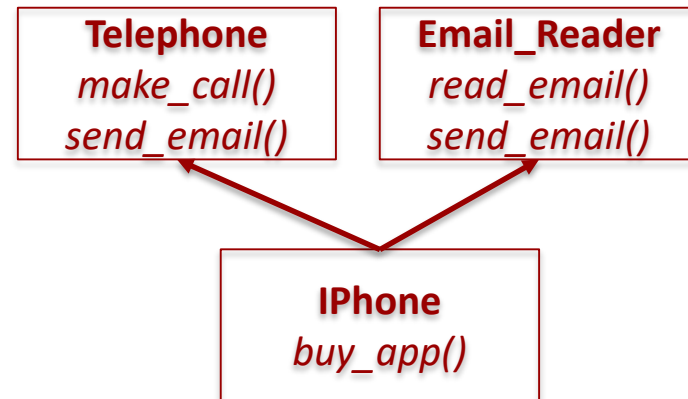 Telephone
make_call()
send_email()
Email_Reader
read_email()
send_email()
IPhone
buy_app()